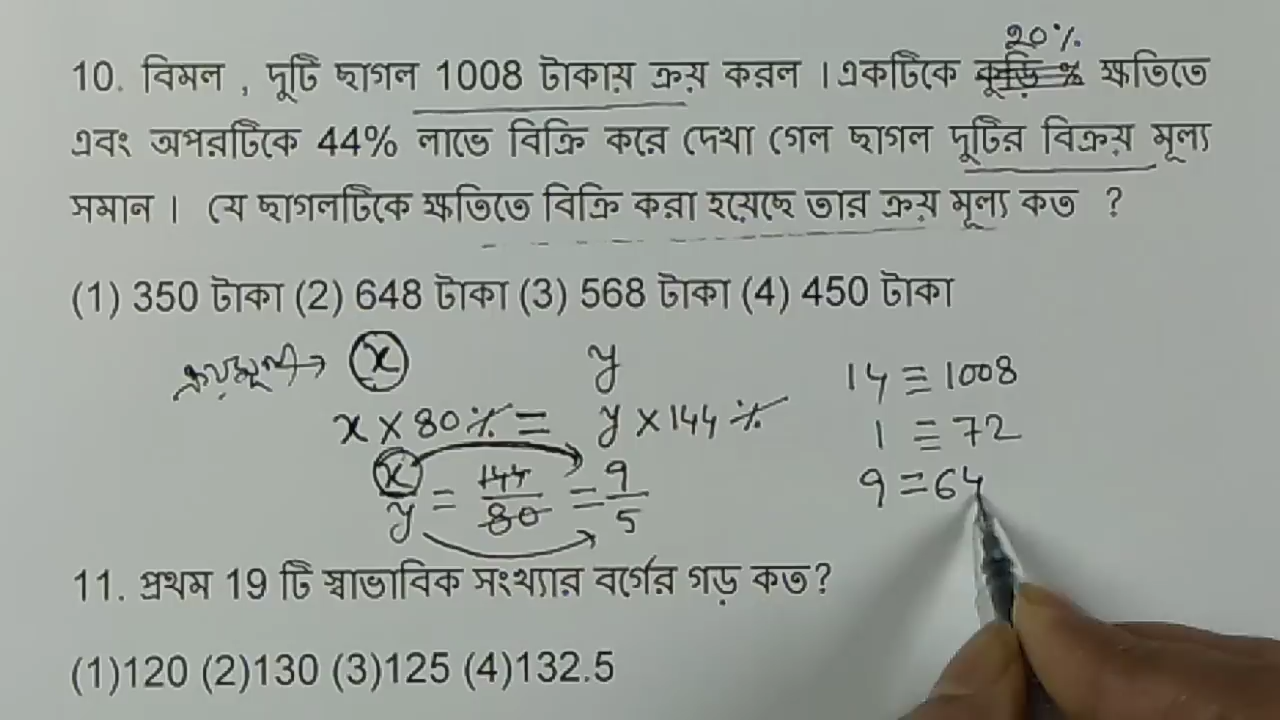 20%
10. বিমল , দুটি ছাগল 1008 টাকায় ক্রয় করল । একটিকে কুড়ি % ক্ষতিতে
এবং অপরটিকে 44% লাভে বিক্রি করে দেখা গেল ছাগল দুটির বিক্রয় মূল্য
সমান । যে ছাগলটিকে ক্ষতিতে বিক্রি করা হয়েছে তার ক্রয় মূল্য কত ?
(1) 350 টাকা (2) 648 টাকা (3) 568 টাকা (4) 450 টাকা
ক্রয়মূল্য → x y
x × 80% = y × 144%
x/y = 144/80 = 9/5
14 ≡ 1008
1 ≡ 72
9 = 64
11. প্রথম 19 টি স্বাভাবিক সংখ্যার বর্গের গড় কত?
(1)120 (2)130 (3)125 (4)132.5